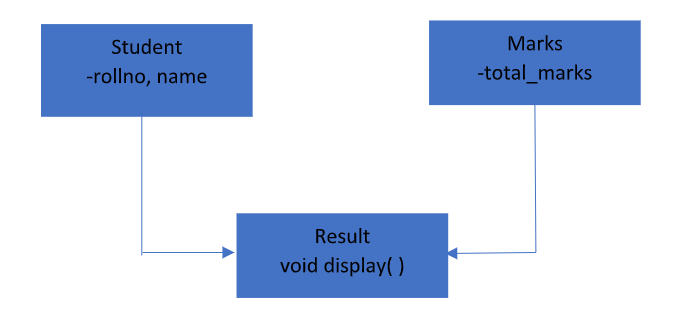 Student
-rollno, name
Marks
-total_marks
Result
void display( )